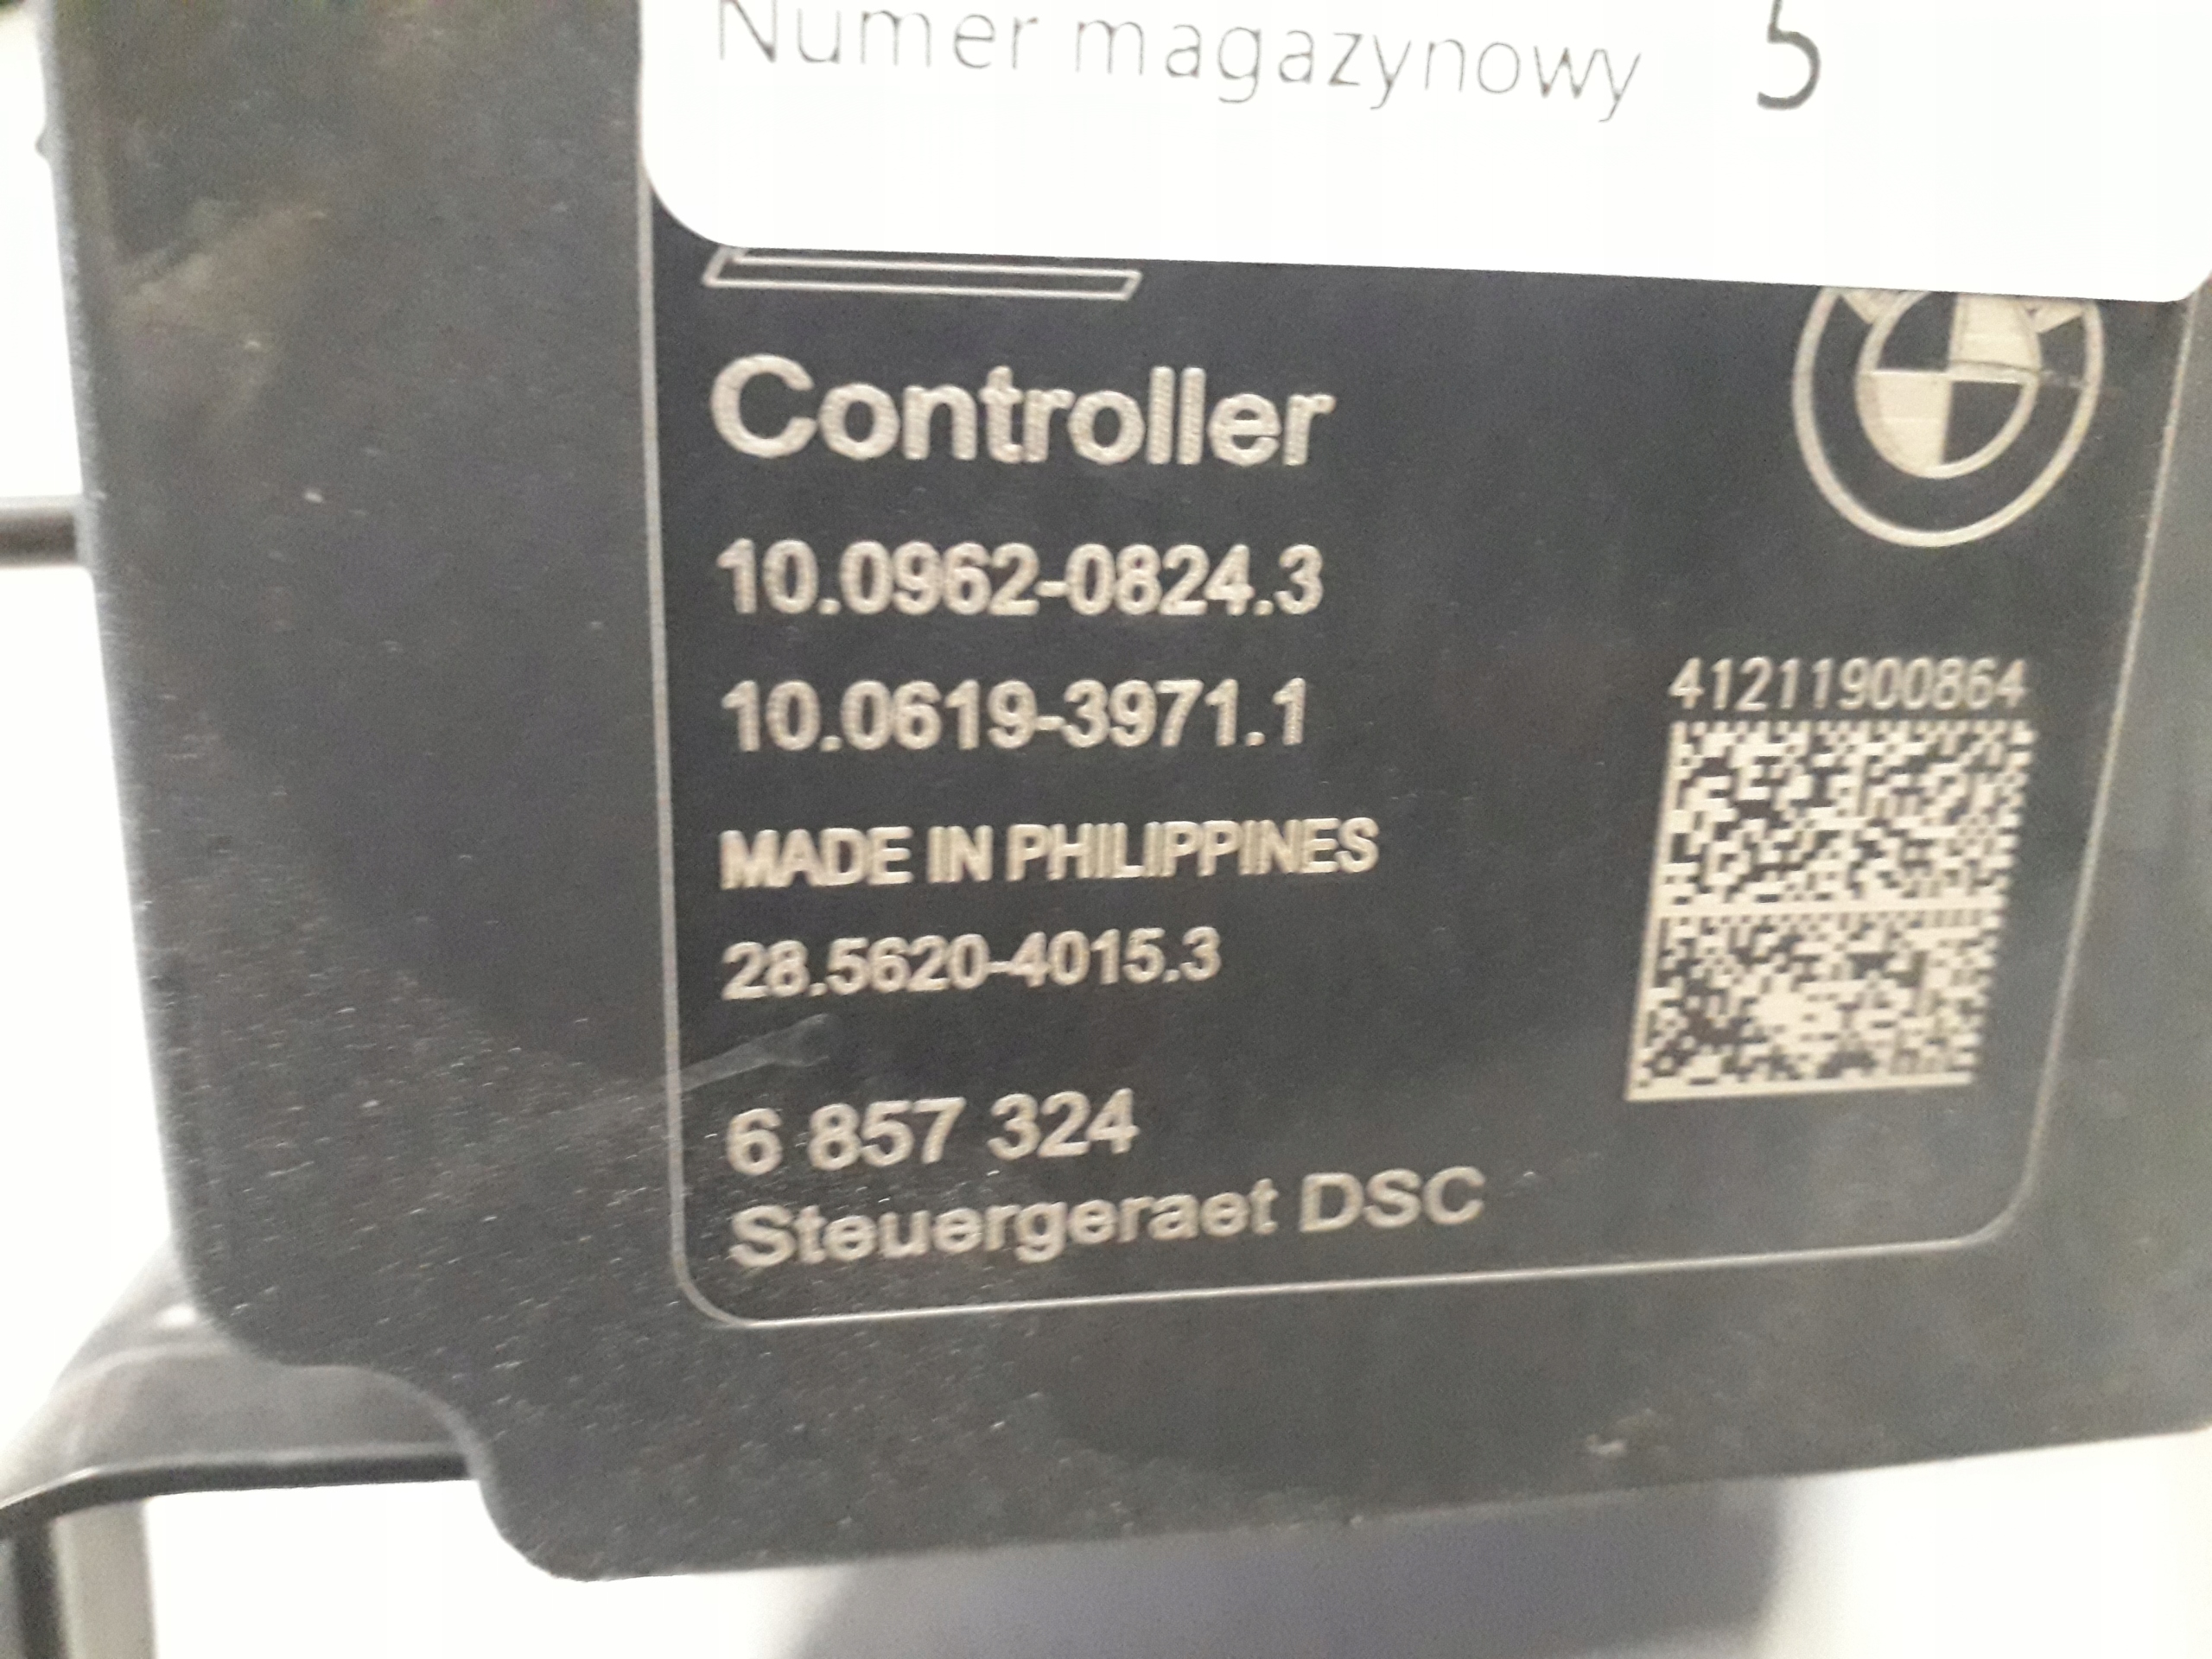 Numer magazynowy 5
Controller
10.0962-0824.3
10.0619-3971.1
41211900864
MADE IN PHILIPPINES
28.5620-4015.3
6 857 324
Steuergeraet DSC